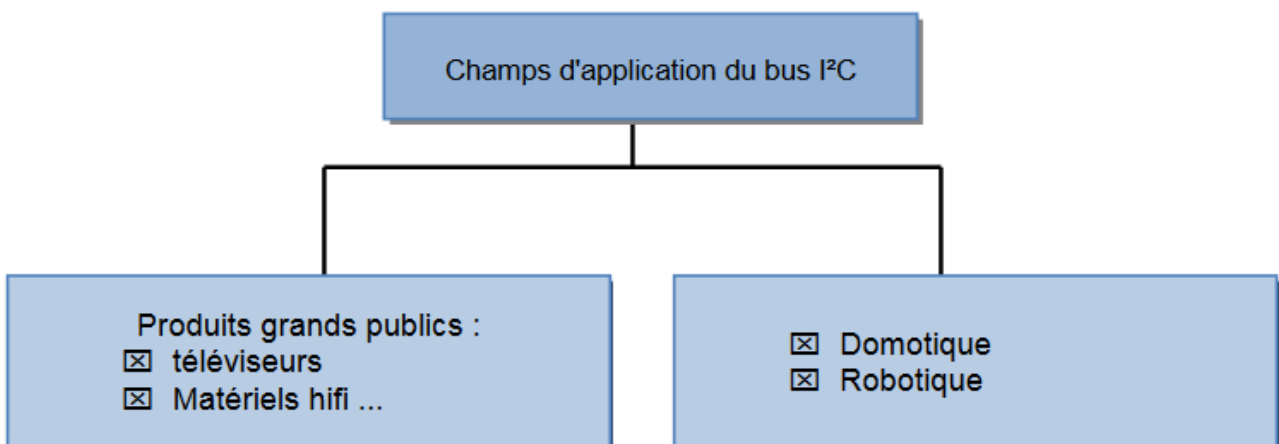 Champs d'application du bus I²C
Produits grands publics :
☒ téléviseurs
☒ Matériels hifi ...
☒ Domotique
☒ Robotique